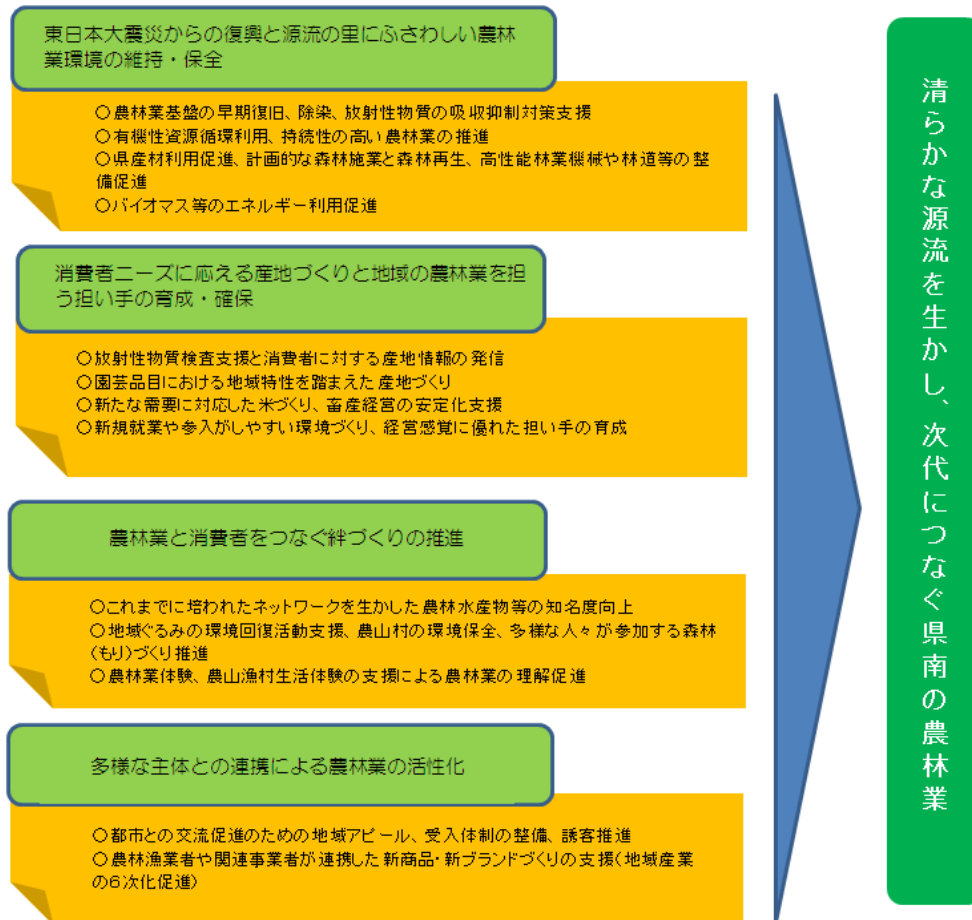 東日本大震災からの復興と源流の里にふさわしい農林
業環境の維持・保全
○農林業基盤の早期復旧、除染、放射性物質の吸収抑制対策支援
○有機性資源循環利用、持続性の高い農林業の推進
○県産材利用促進、計画的な森林施業と森林再生、高性能林業機械や林道等の整
備促進
○バイオマス等のエネルギー利用促進
消費者ニーズに応える産地づくりと地域の農林業を担
う担い手の育成・確保
○放射性物質検査支援と消費者に対する産地情報の発信
○園芸品目における地域特性を踏まえた産地づくり
○新たな需要に対応した米づくり、畜産経営の安定化支援
○新規就業や参入がしやすい環境づくり、経営感覚に優れた担い手の育成
農林業と消費者をつなぐ絆づくりの推進
○これまでに培われたネットワークを生かした農林水産物等の知名度向上
○地域ぐるみの環境回復活動支援、農山村の環境保全、多様な人々が参加する森林
(もり)づくり推進
○農林業体験、農山漁村生活体験の支援による農林業の理解促進
多様な主体との連携による農林業の活性化
○都市との交流促進のための地域アピール、受入体制の整備、誘客推進
○農林漁業者や関連事業者が連携した新商品・新ブランドづくりの支援(地域産業
の6次化促進)
清らかな源流を生かし、次代につなぐ県南の農林業